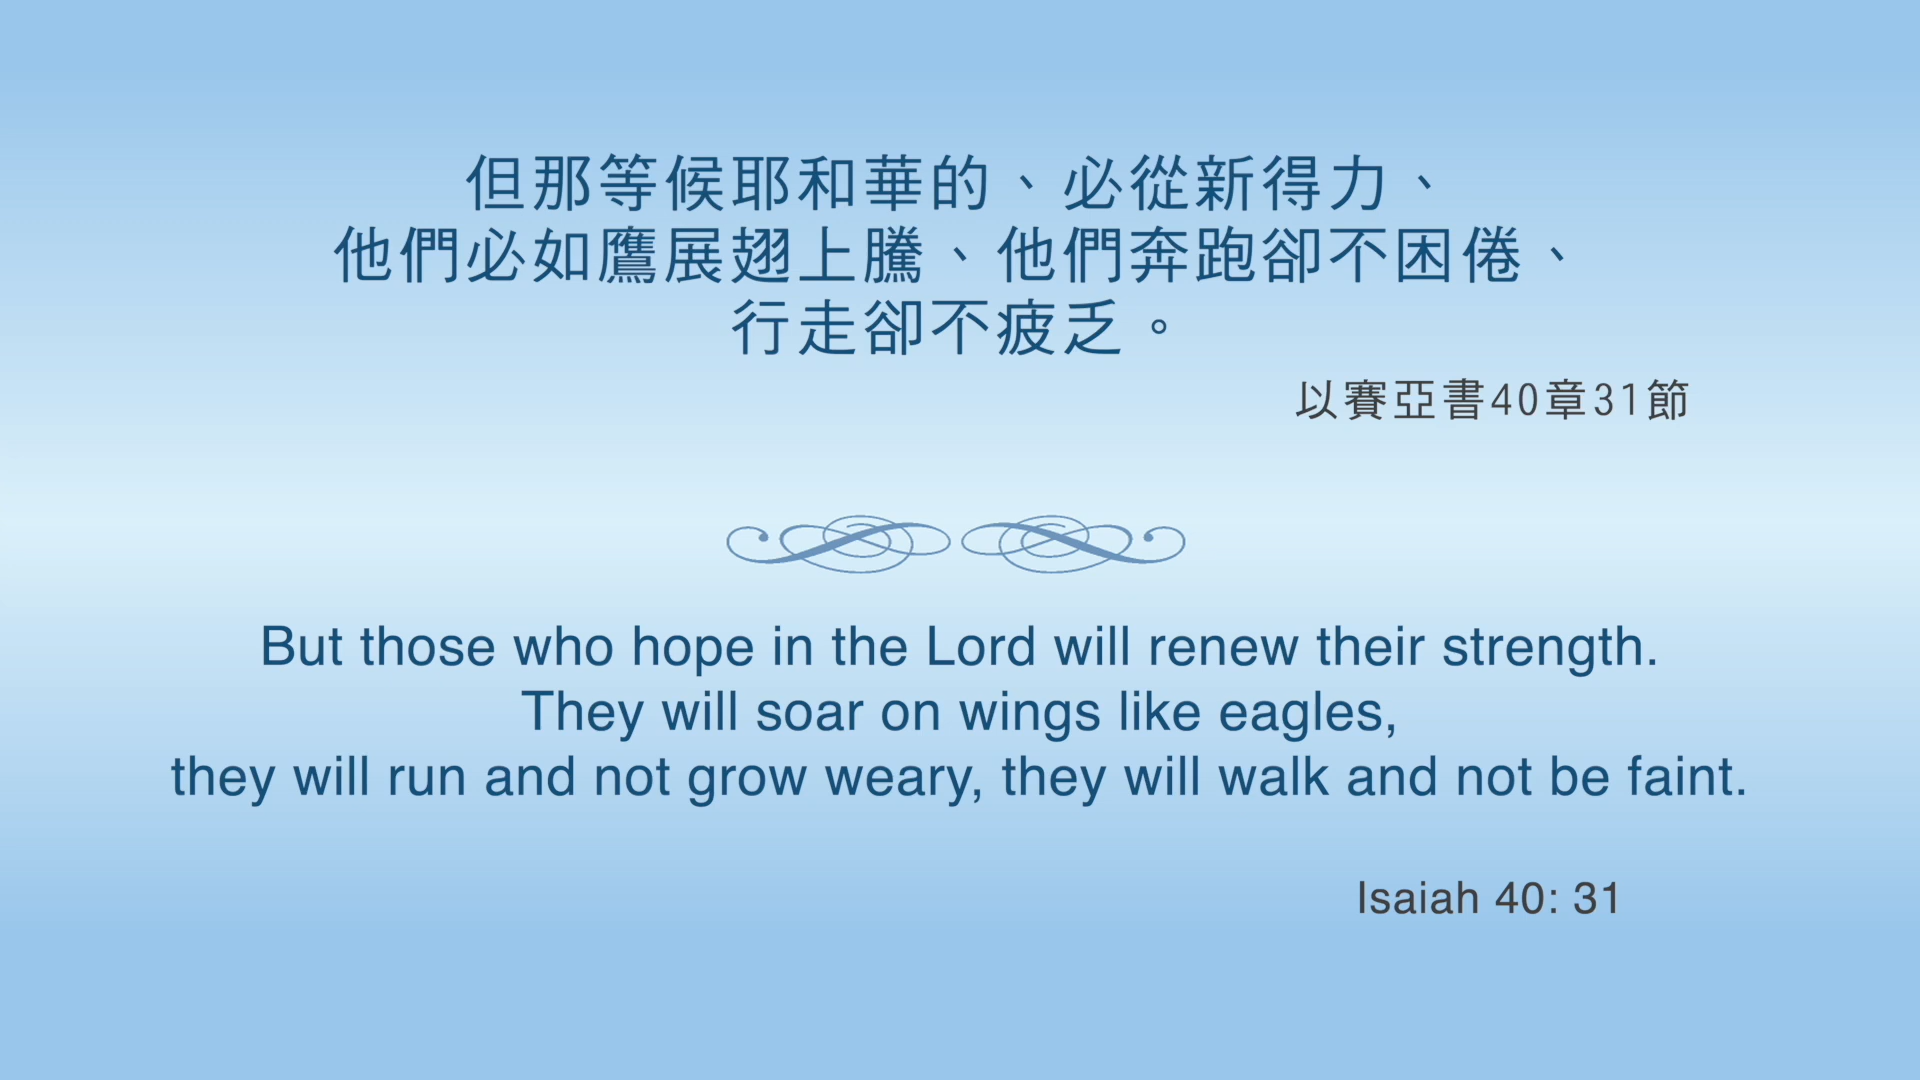 但那等候耶和華的、必從新得力、
他們必如鷹展翅上騰、他們奔跑卻不困倦、
行走卻不疲乏。
以賽亞書40章31節
But those who hope in the Lord will renew their strength.
They will soar on wings like eagles,
they will run and not grow weary, they will walk and not be faint.
Isaiah 40: 31